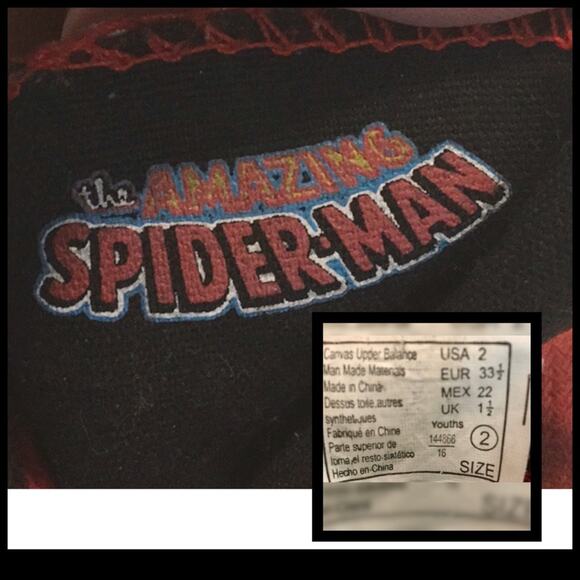 the AMAZING
SPIDER-MAN
Canvas Upper Balance
Man Made Materials
Made in China
Dessus toile,autres
synthetiques
Fabriqué en Chine
Parte superior de
loma,el resto-sintético
Hecho en-China
USA 2
EUR 33½
MEX 22
UK 1½
Youths
144866
16
2
SIZE
SIZE